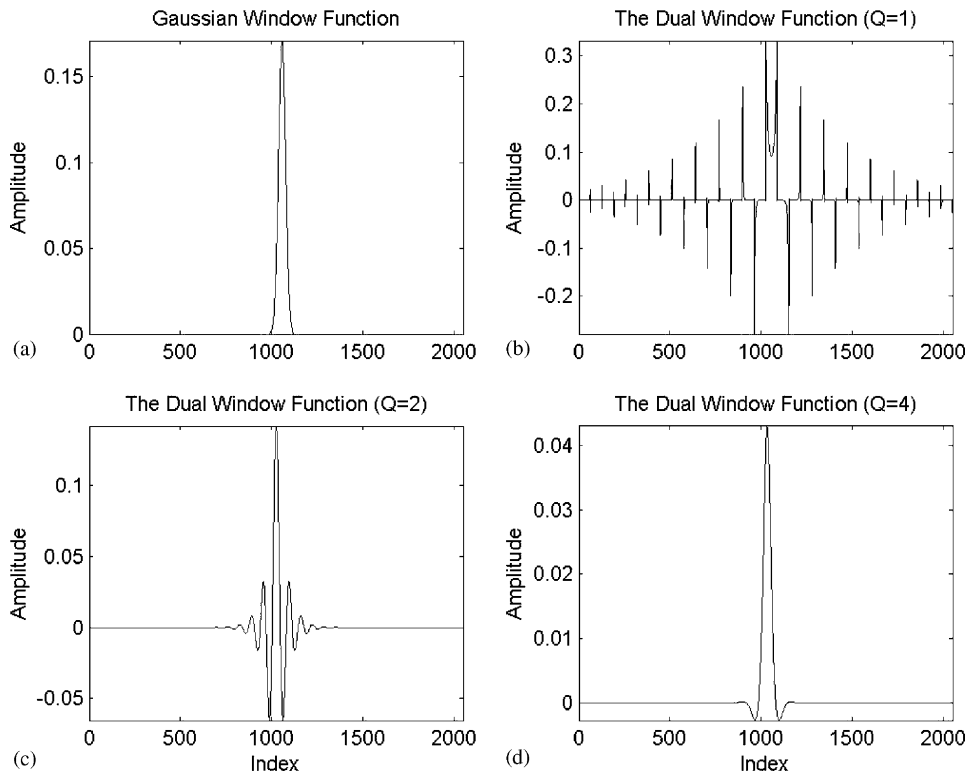 Gaussian Window Function
0.15
0.1
0.05
0
Amplitude
0 500 1000 1500 2000
(a)
The Dual Window Function (Q=1)
0.3
0.2
0.1
0
-0.1
-0.2
Amplitude
0 500 1000 1500 2000
(b)
The Dual Window Function (Q=2)
0.1
0.05
0
-0.05
Amplitude
0 500 1000 1500 2000
Index
(c)
The Dual Window Function (Q=4)
0.04
0.03
0.02
0.01
0
Amplitude
0 500 1000 1500 2000
Index
(d)